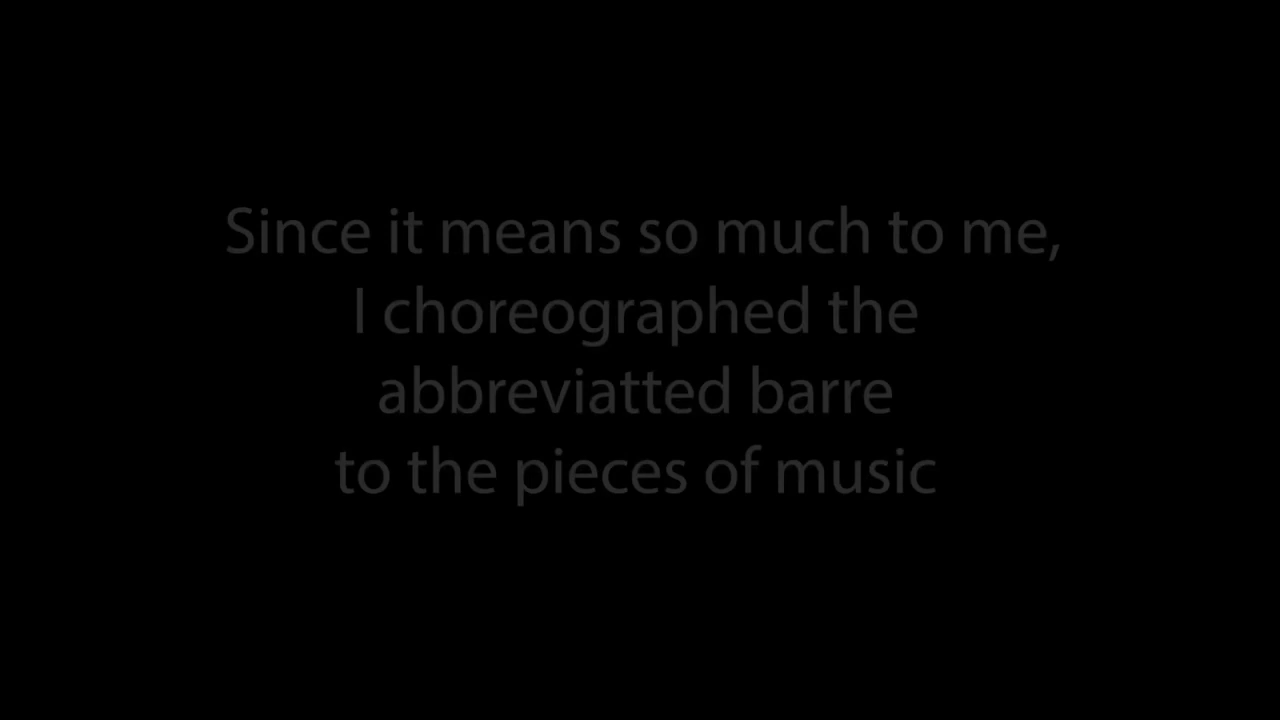 Since it means so much to me,
I choreographed the
abbreviatted barre
to the pieces of music